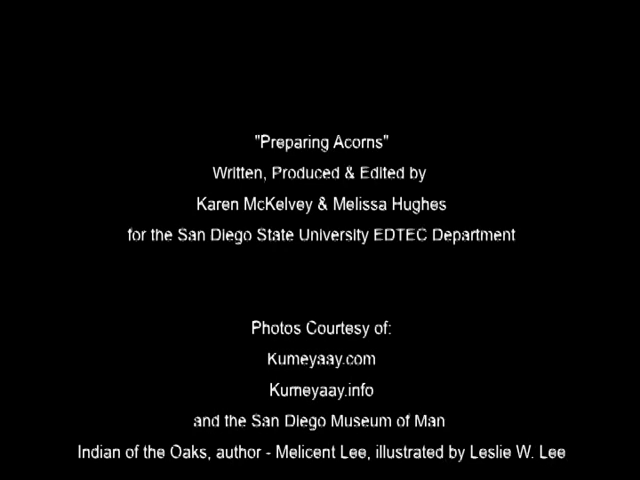 "Preparing Acorns"
Written, Produced & Edited by
Karen McKelvey & Melissa Hughes
for the San Diego State University EDTEC Department
Photos Courtesy of:
Kumeyaay.com
Kumeyaay.info
and the San Diego Museum of Man
Indian of the Oaks, author - Melicent Lee, illustrated by Leslie W. Lee